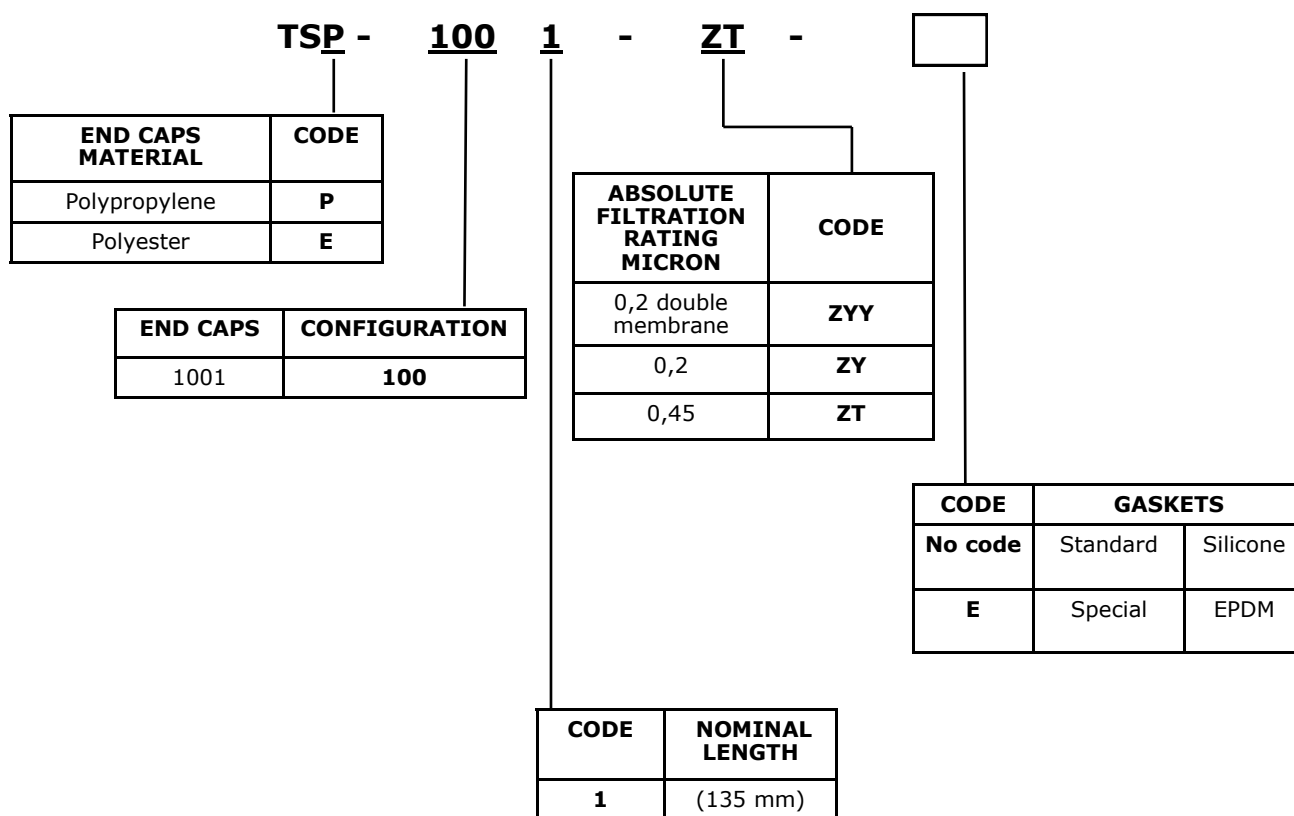 TSP - 100 1 - ZT -
END CAPS MATERIAL CODE
Polypropylene P
Polyester E
ABSOLUTE FILTRATION RATING MICRON CODE
0,2 double membrane ZYY
0,2 ZY
0,45 ZT
END CAPS CONFIGURATION
1001 100
CODE GASKETS
No code Standard Silicone
E Special EPDM
CODE NOMINAL LENGTH
1 (135 mm)